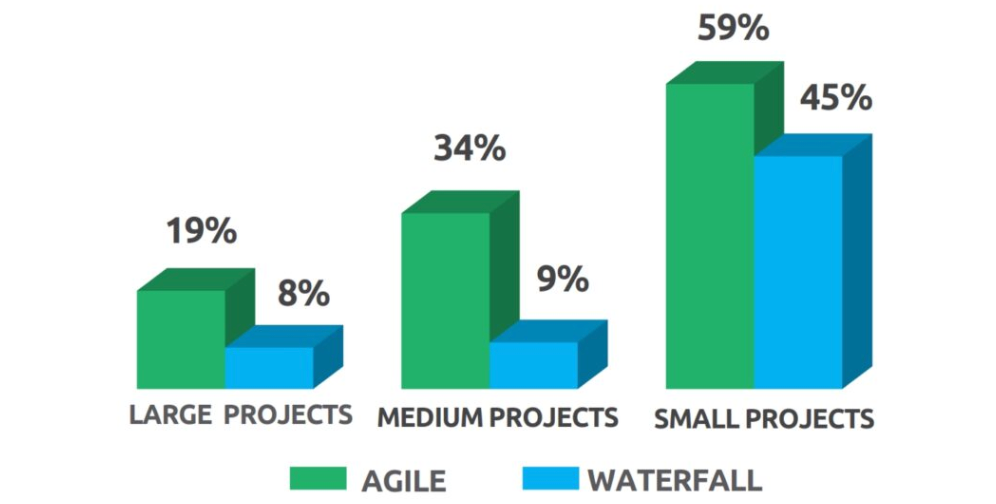 59%
45%
34%
19%
9%
8%
LARGE PROJECTS
MEDIUM PROJECTS
SMALL PROJECTS
AGILE
WATERFALL